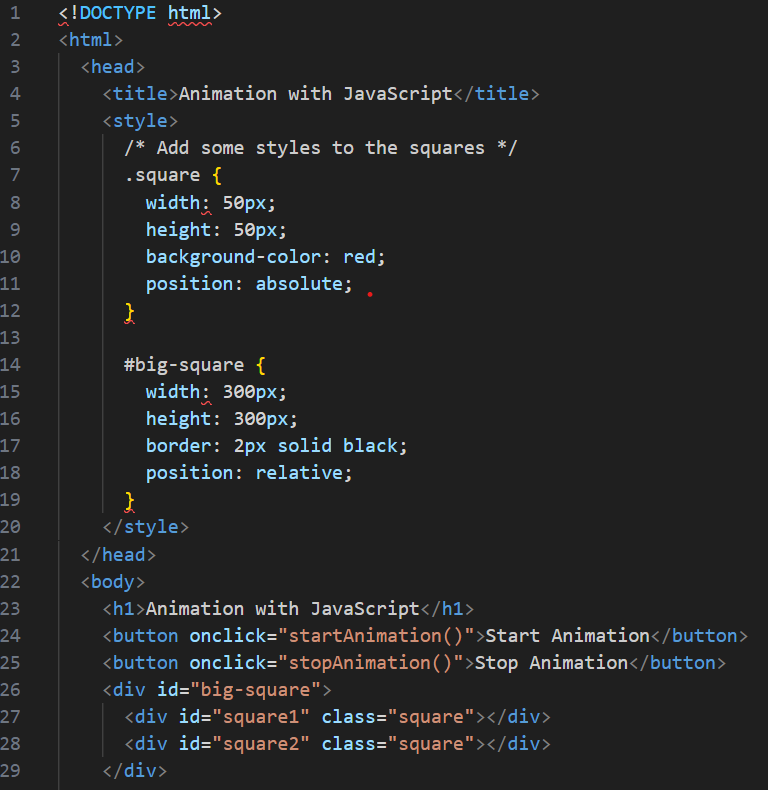 1 <!DOCTYPE html>
2 <html>
3   <head>
4     <title>Animation with JavaScript</title>
5     <style>
6       /* Add some styles to the squares */
7       .square {
8         width: 50px;
9         height: 50px;
10         background-color: red;
11         position: absolute;
12       }
13
14       #big-square {
15         width: 300px;
16         height: 300px;
17         border: 2px solid black;
18         position: relative;
19       }
20     </style>
21   </head>
22   <body>
23     <h1>Animation with JavaScript</h1>
24     <button onclick="startAnimation()">Start Animation</button>
25     <button onclick="stopAnimation()">Stop Animation</button>
26     <div id="big-square">
27       <div id="square1" class="square"></div>
28       <div id="square2" class="square"></div>
29     </div>